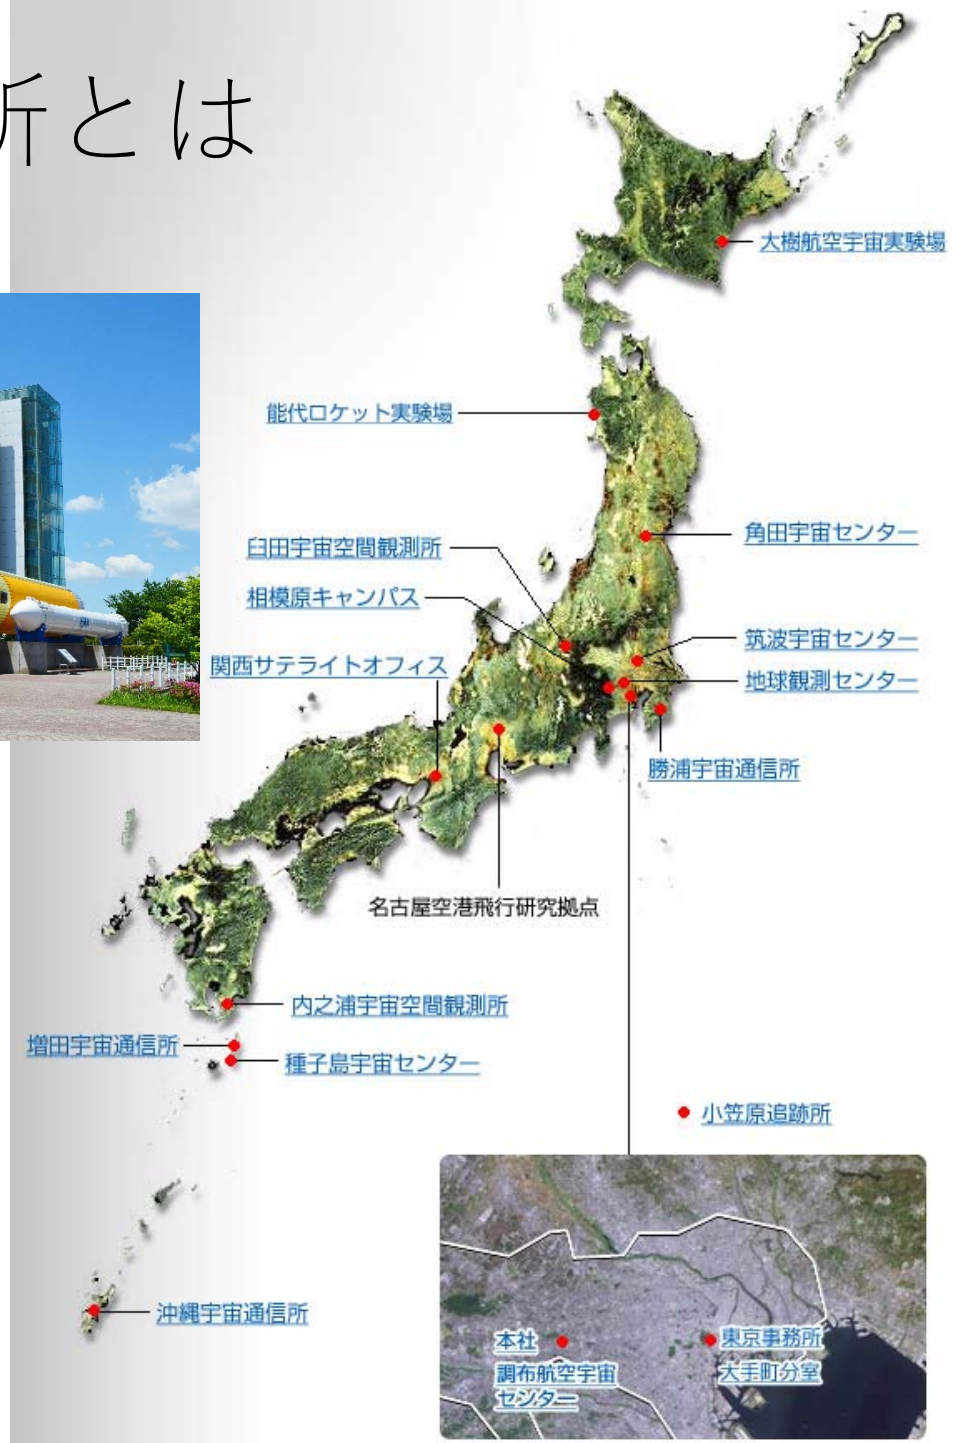 所とは
大樹航空宇宙実験場
能代ロケット実験場
角田宇宙センター
臼田宇宙空間観測所
相模原キャンパス
筑波宇宙センター
関西サテライトオフィス
地球観測センター
勝浦宇宙通信所
名古屋空港飛行研究拠点
内之浦宇宙空間観測所
増田宇宙通信所
種子島宇宙センター
小笠原追跡所
沖縄宇宙通信所
本社
調布航空宇宙
センター
東京事務所
大手町分室